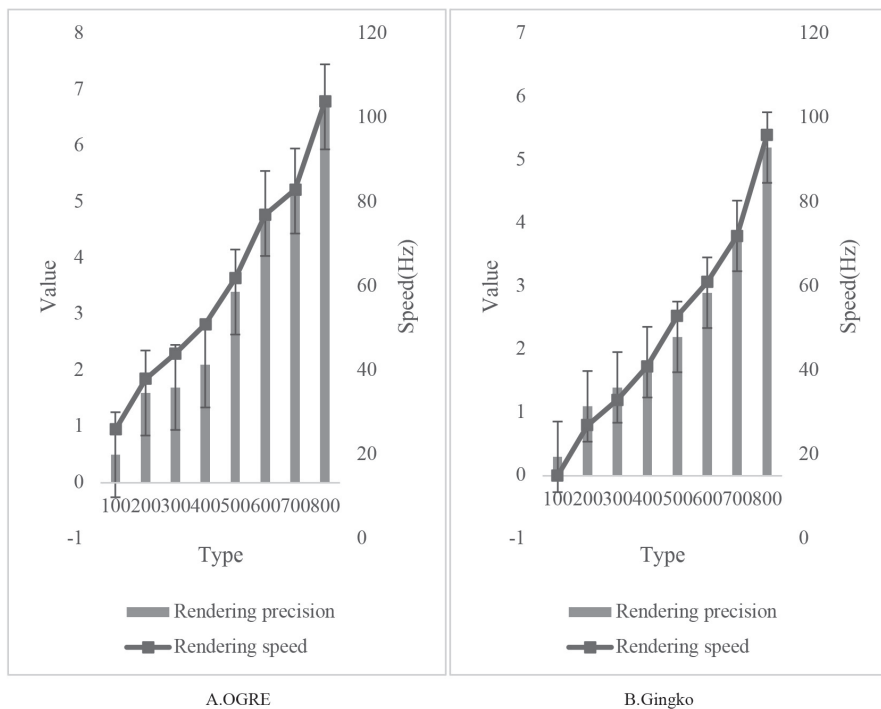 8
7
6
5
4
3
2
1
0
-1
Value
120
100
80
60
40
20
0
Speed(Hz)
100200300400500600700800
Type
Rendering precision
Rendering speed
A.OGRE
7
6
5
4
3
2
1
0
-1
Value
120
100
80
60
40
20
0
Speed(Hz)
100200300400500600700800
Type
Rendering precision
Rendering speed
B.Gingko